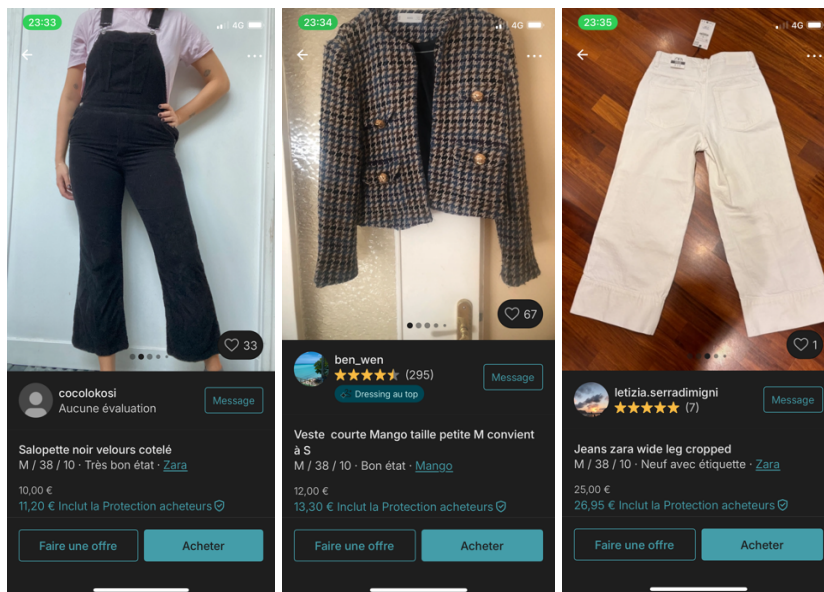 23:33
4G
33
cocolokosi
Aucune évaluation
Message
Salopette noir velours cotelé
M / 38 / 10 · Très bon état · Zara
10,00 €
11,20 € Inclut la Protection acheteurs
Faire une offre
Acheter
23:34
4G
67
ben_wen
(295)
Dressing au top
Message
Veste courte Mango taille petite M convient
à S
M / 38 / 10 · Bon état · Mango
12,00 €
13,30 € Inclut la Protection acheteurs
Faire une offre
Acheter
23:35
4G
1
letizia.serradimigni
(7)
Message
Jeans zara wide leg cropped
M / 38 / 10 · Neuf avec étiquette · Zara
25,00 €
26,95 € Inclut la Protection acheteurs
Faire une offre
Acheter